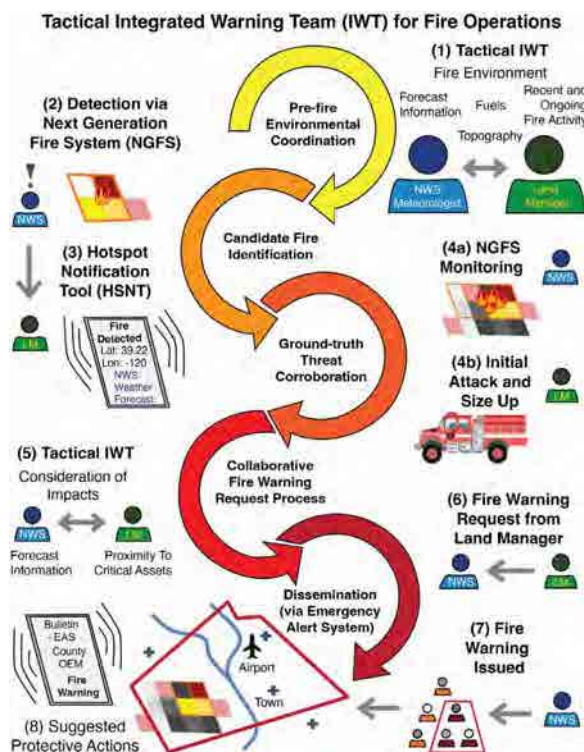 Tactical Integrated Warning Team (IWT) for Fire Operations
(1) Tactical IWT
Fire Environment
Forecast
Information
Fuels
Topography
Recent and
Ongoing
Fire Activity
NWS
Meteorologist
Land
Manager
Pre-fire
Environmental
Coordination
(2) Detection via
Next Generation
Fire System (NGFS)
!
NWS
Candidate Fire
Identification
(3) Hotspot
Notification
Tool (HSNT)
LM
Fire
Detected
Lat: 39.22
Lon: -120
NWS
Weather
Forecast
(4a) NGFS
Monitoring
NWS
Ground-truth
Threat
Corroboration
(4b) Initial
Attack and
Size Up
LM
(5) Tactical IWT
Consideration of
Impacts
NWS
LM
Forecast
Information
Proximity To
Critical Assets
Collaborative
Fire Warning
Request Process
(6) Fire Warning
Request from
Land Manager
NWS
LM
Dissemination
(via Emergency
Alert System)
(7) Fire
Warning
Issued
NWS
Bulletin
- EAS
County
OEM
Fire
Warning
Airport
Town
(8) Suggested
Protective Actions